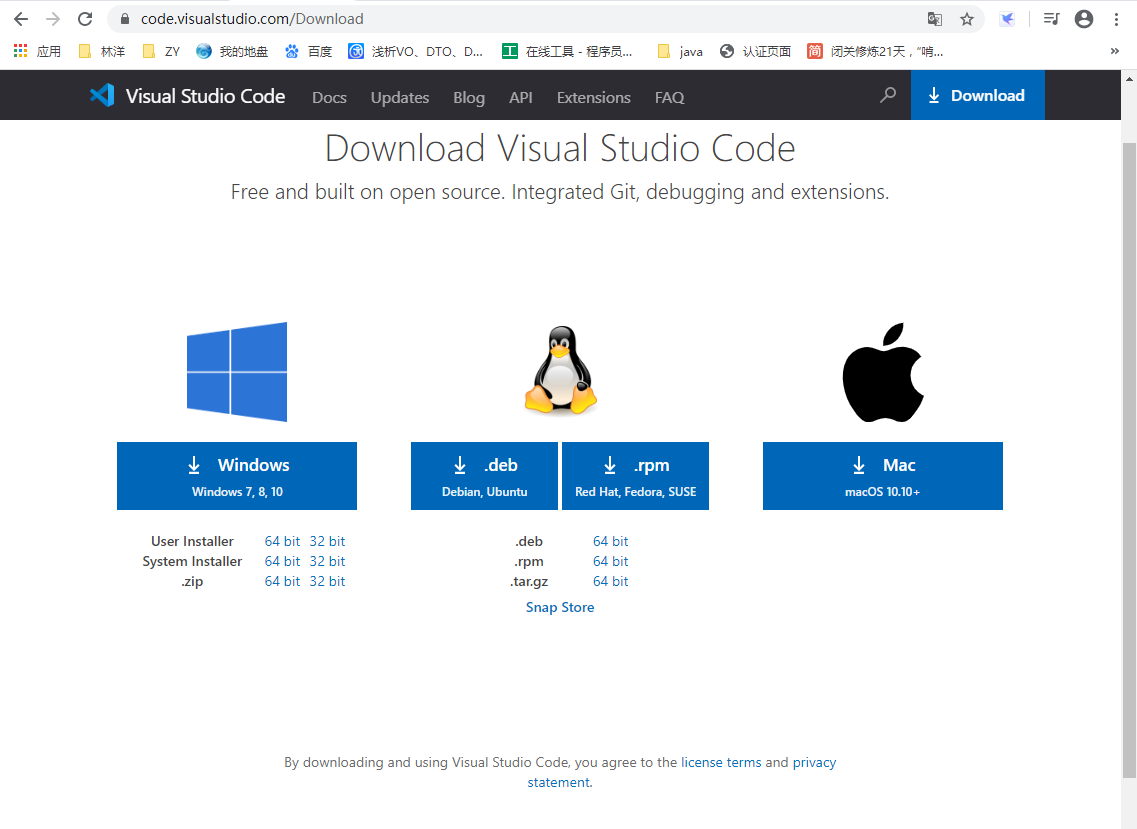 code.visualstudio.com/Download
应用 林洋 ZY 我的地盘 百度 浅析VO、DTO、D... 在线工具 - 程序员... java 认证页面 闭关修炼21天，“啃... »
Visual Studio Code Docs Updates Blog API Extensions FAQ Download
Download Visual Studio Code
Free and built on open source. Integrated Git, debugging and extensions.
Windows
Windows 7, 8, 10
.deb
Debian, Ubuntu
.rpm
Red Hat, Fedora, SUSE
Mac
macOS 10.10+
User Installer 64 bit 32 bit
System Installer 64 bit 32 bit
.zip 64 bit 32 bit
.deb 64 bit
.rpm 64 bit
.tar.gz 64 bit
Snap Store
By downloading and using Visual Studio Code, you agree to the license terms and privacy
statement.